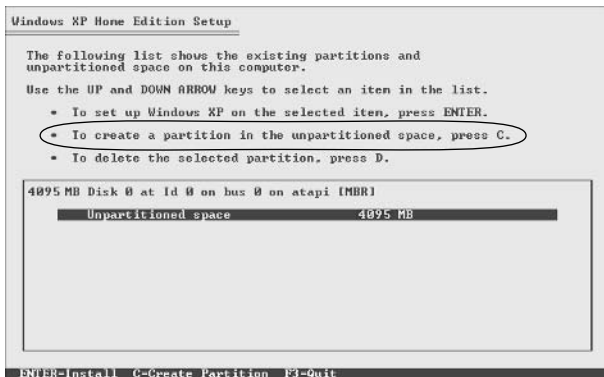 Windows XP Home Edition Setup
The following list shows the existing partitions and
unpartitioned space on this computer.
Use the UP and DOWN ARROW keys to select an item in the list.
• To set up Windows XP on the selected item, press ENTER.
• To create a partition in the unpartitioned space, press C.
• To delete the selected partition, press D.
4095 MB Disk 0 at Id 0 on bus 0 on atapi [MBR]
Unpartitioned space 4095 MB
ENTER=Install C=Create Partition F3=Quit